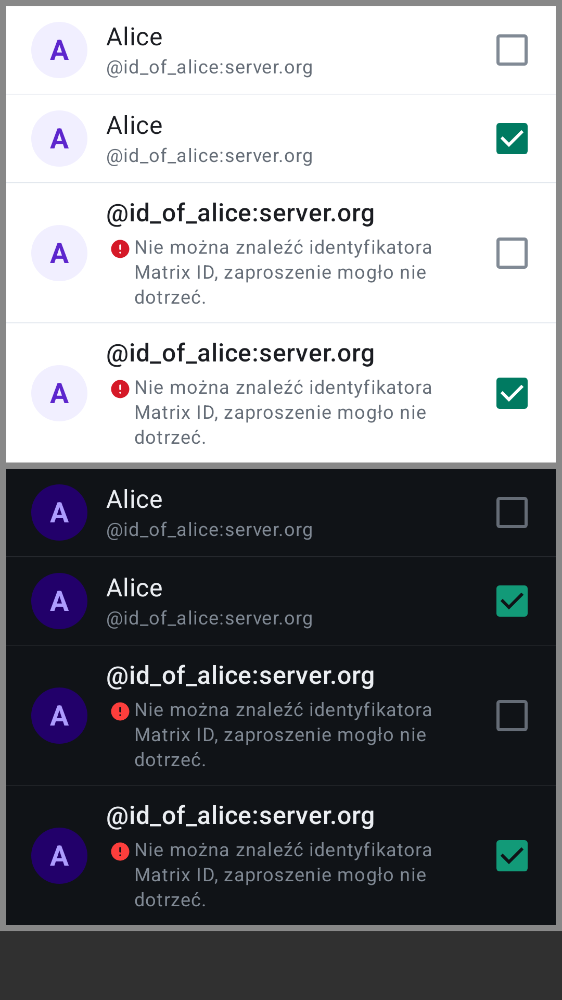 A
Alice
@id_of_alice:server.org
A
Alice
@id_of_alice:server.org
A
@id_of_alice:server.org
Nie można znaleźć identyfikatora
Matrix ID, zaproszenie mogło nie
dotrzeć.
A
@id_of_alice:server.org
Nie można znaleźć identyfikatora
Matrix ID, zaproszenie mogło nie
dotrzeć.
A
Alice
@id_of_alice:server.org
A
Alice
@id_of_alice:server.org
A
@id_of_alice:server.org
Nie można znaleźć identyfikatora
Matrix ID, zaproszenie mogło nie
dotrzeć.
A
@id_of_alice:server.org
Nie można znaleźć identyfikatora
Matrix ID, zaproszenie mogło nie
dotrzeć.